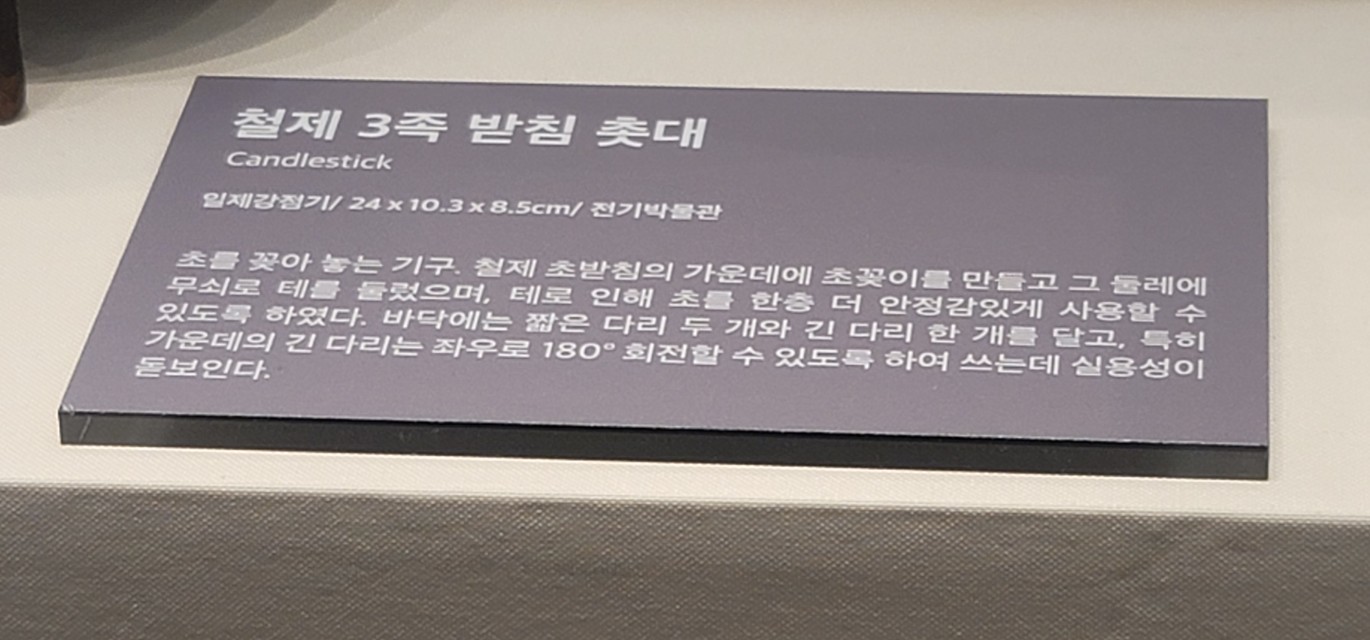 철제 3족 받침 촛대
Candlestick
일제강점기/ 24 x 10.3 x 8.5cm/ 전기박물관
초를 꽂아 놓는 기구. 철제 초받침의 가운데에 초꽂이를 만들고 그 둘레에
무쇠로 테를 둘렀으며, 테로 인해 초를 한층 더 안정감있게 사용할 수
있도록 하였다. 바닥에는 짧은 다리 두 개와 긴 다리 한 개를 달고, 특히
가운데의 긴 다리는 좌우로 180° 회전할 수 있도록 하여 쓰는데 실용성이
돋보인다.